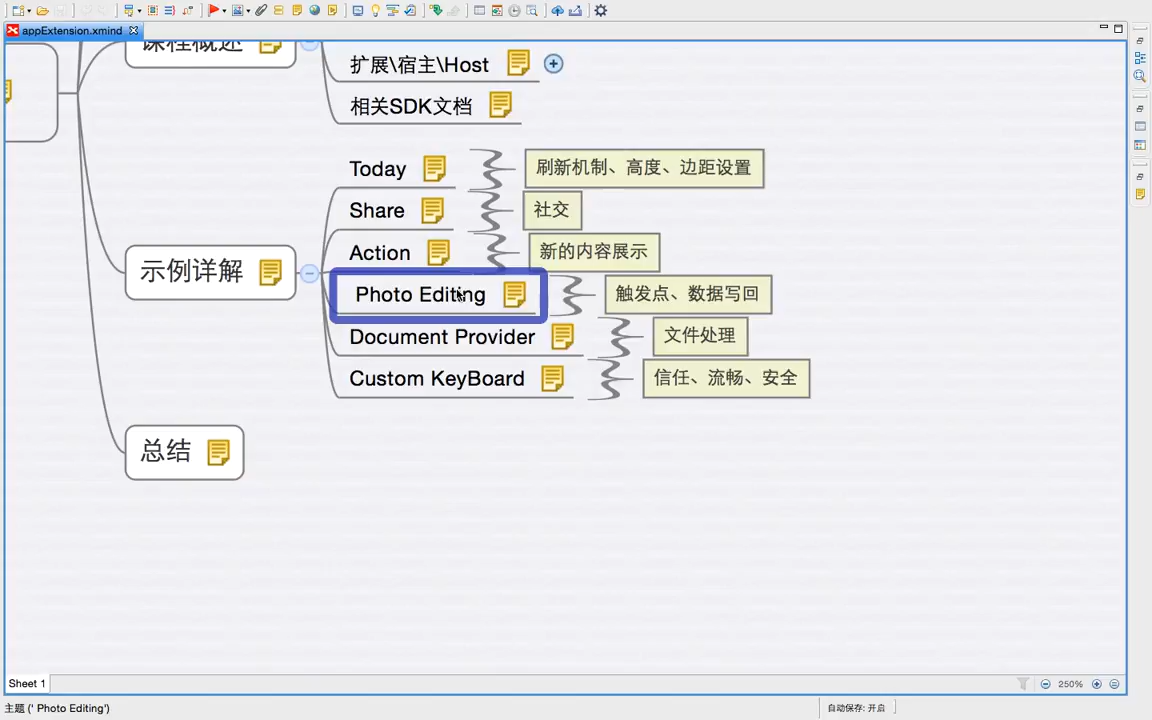 appExtension.xmind
课程概述
扩展\宿主\Host
相关SDK文档
Today
刷新机制、高度、边距设置
Share
社交
Action
新的内容展示
示例详解
Photo Editing
触发点、数据写回
Document Provider
文件处理
Custom KeyBoard
信任、流畅、安全
总结
Sheet 1
250%
主题 (' Photo Editing')
自动保存: 开启